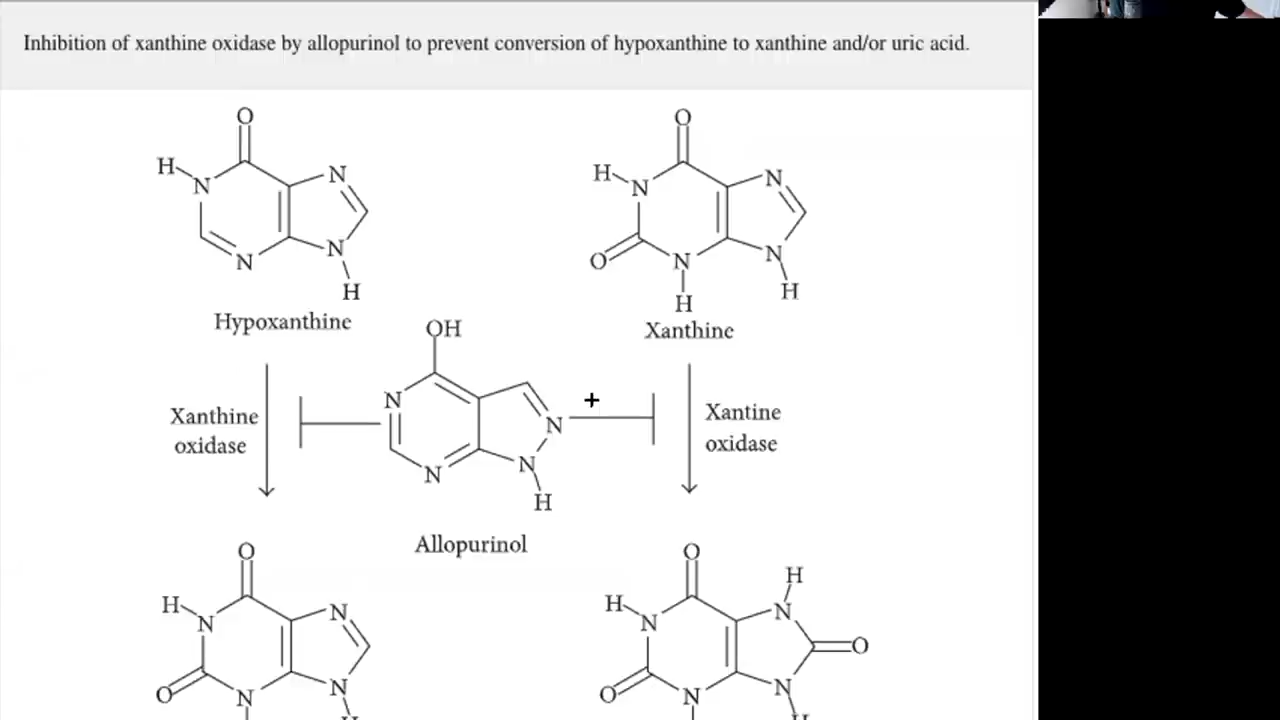 Inhibition of xanthine oxidase by allopurinol to prevent conversion of hypoxanthine to xanthine and/or uric acid.
O
H
N
N
N
N
H
Hypoxanthine
O
H
N
N
O
N
N
H
H
Xanthine
OH
N
N
N
N
H
Allopurinol
Xanthine
oxidase
Xantine
oxidase
O
H
N
N
O
N
N
H
O
H
H
N
N
O
O
N
N
H